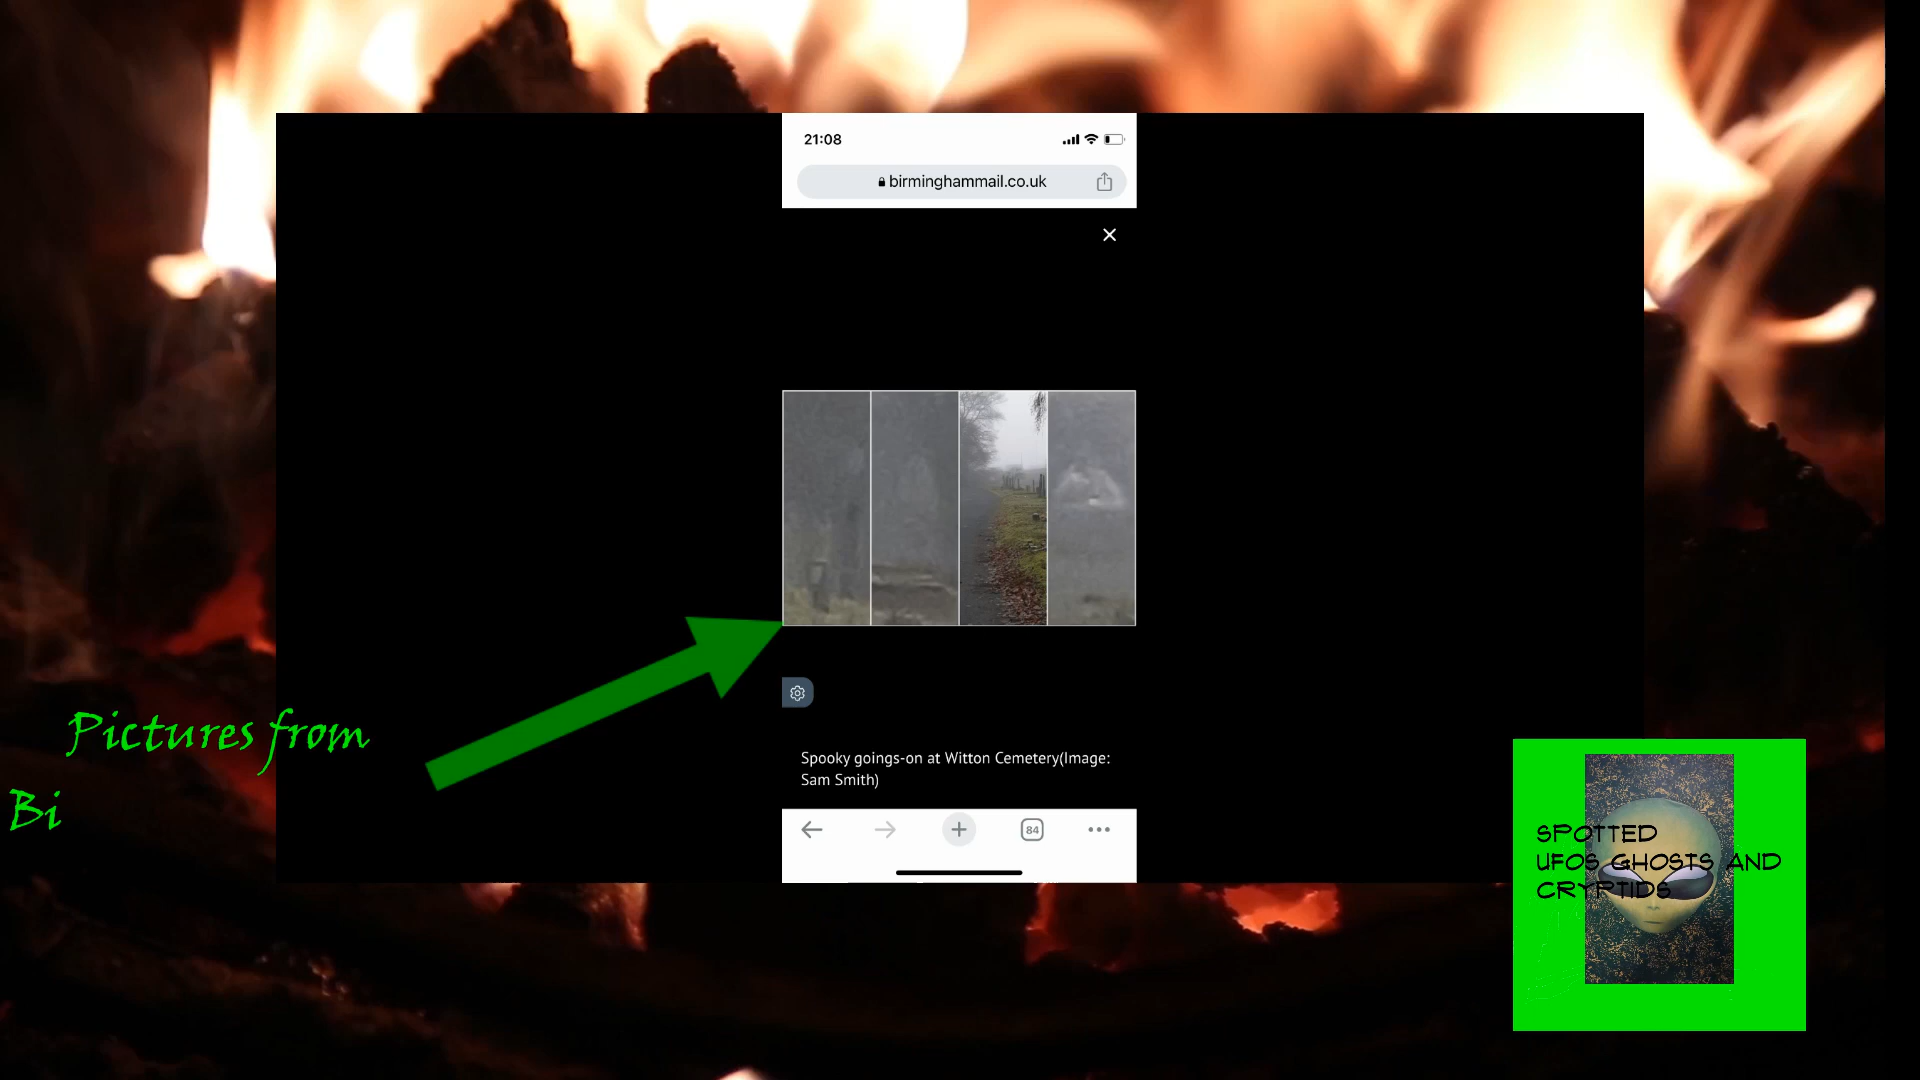 21:08
birminghammail.co.uk
Spooky goings-on at Witton Cemetery(Image:
Sam Smith)
84
Pictures from
Bi
SPOTTED
UFOS GHOSTS AND
CRYPTIDS